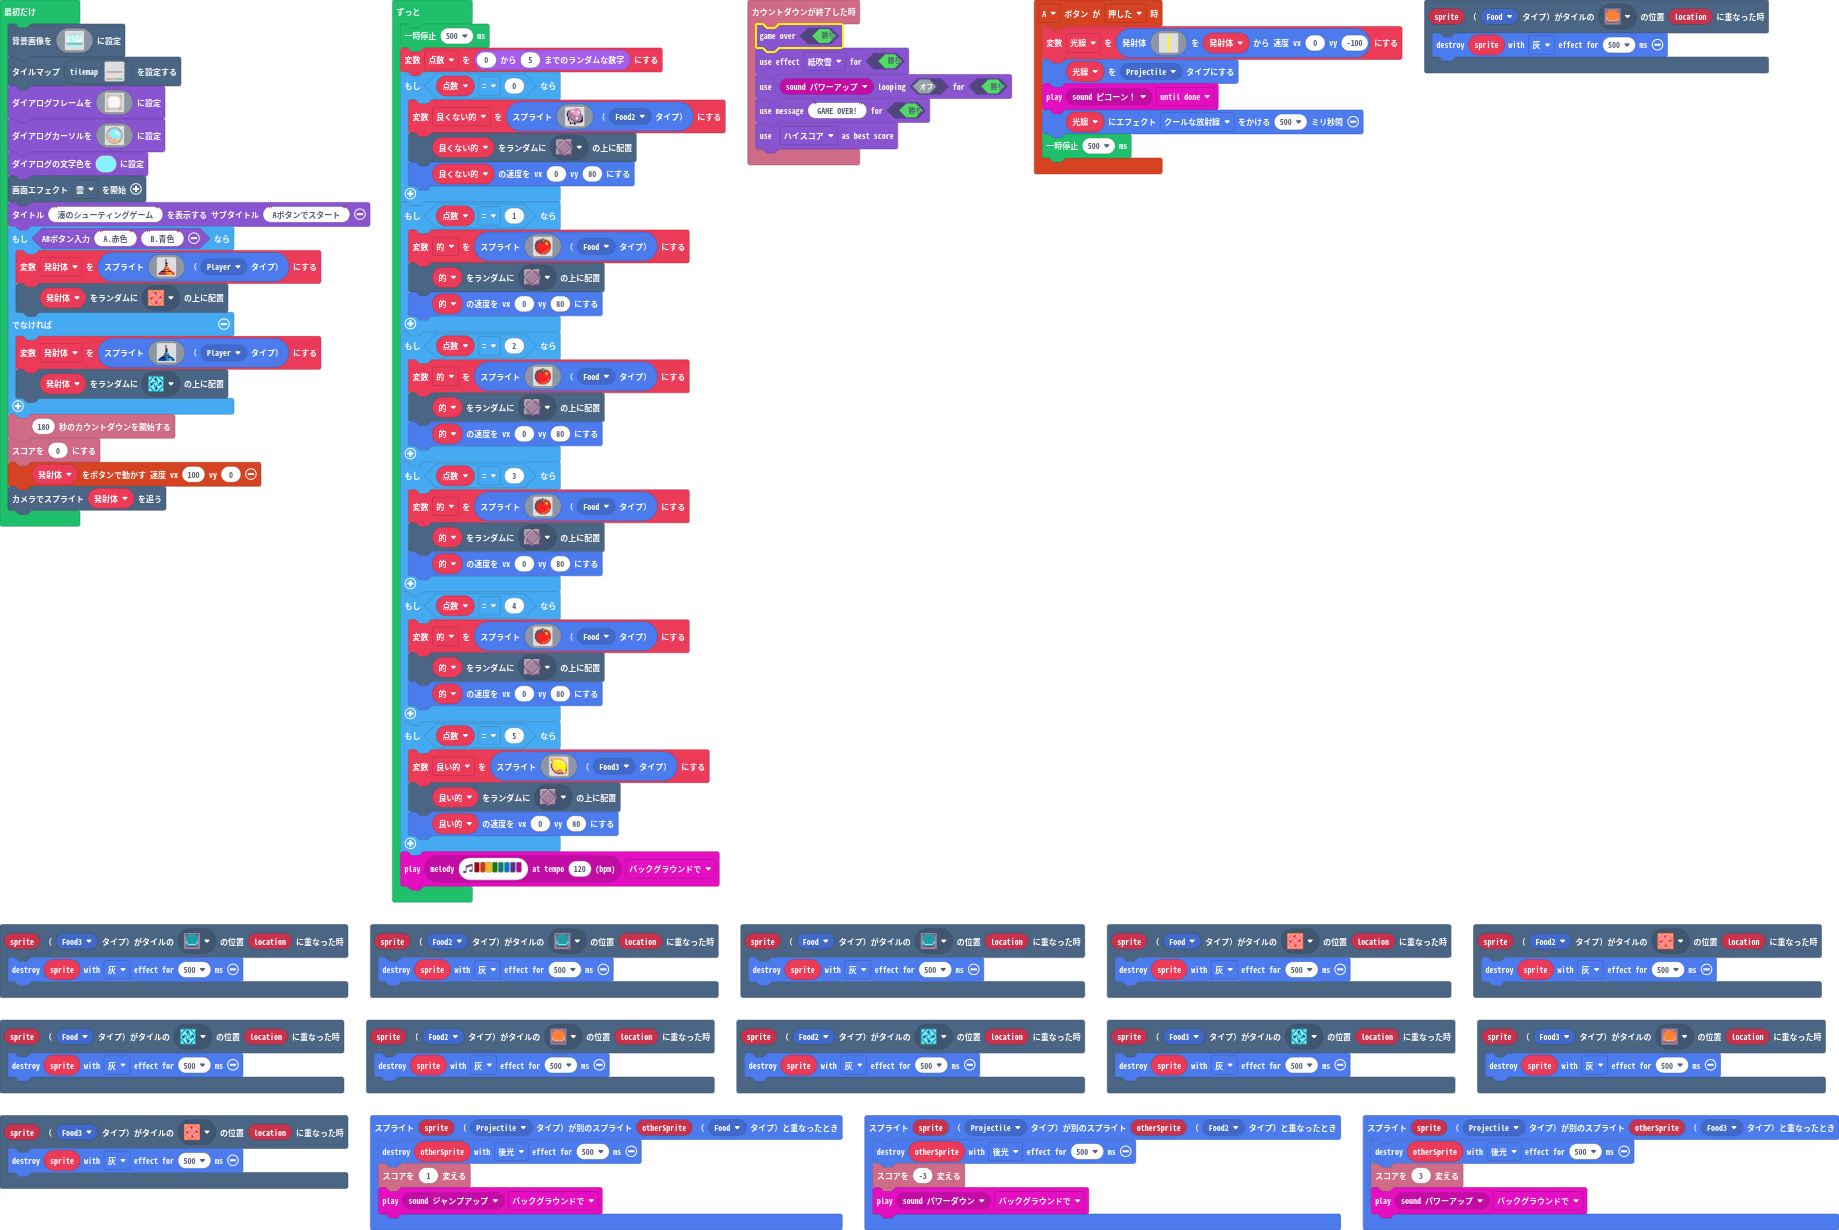 最初だけ
背景画像を に設定
タイルマップ tilemap を設定する
ダイアログフレームを に設定
ダイアログカーソルを に設定
ダイアログの文字色を に設定
画面エフェクト 雲 を開始
タイトル 湊のシューティングゲーム を表示する サブタイトル Aボタンでスタート
もし ABボタン入力 A.赤色 B.青色 なら
変数 発射体 を スプライト ( Player タイプ) にする
発射体 をランダムに の上に配置
でなければ
変数 発射体 を スプライト ( Player タイプ) にする
発射体 をランダムに の上に配置
180 秒のカウントダウンを開始する
スコアを 0 にする
発射体 をボタンで動かす 速度 vx 100 vy 0
カメラでスプライト 発射体 を追う
ずっと
一時停止 500 ms
変数 点数 を 0 から 5 までのランダムな数字 にする
もし 点数 = 0 なら
変数 良くない的 を スプライト ( Food2 タイプ) にする
良くない的 をランダムに の上に配置
良くない的 の速度を vx 0 vy 80 にする
もし 点数 = 1 なら
変数 的 を スプライト ( Food タイプ) にする
的 をランダムに の上に配置
的 の速度を vx 0 vy 80 にする
もし 点数 = 2 なら
変数 的 を スプライト ( Food タイプ) にする
的 をランダムに の上に配置
的 の速度を vx 0 vy 80 にする
もし 点数 = 3 なら
変数 的 を スプライト ( Food タイプ) にする
的 をランダムに の上に配置
的 の速度を vx 0 vy 80 にする
もし 点数 = 4 なら
変数 的 を スプライト ( Food タイプ) にする
的 をランダムに の上に配置
的 の速度を vx 0 vy 80 にする
もし 点数 = 5 なら
変数 良い的 を スプライト ( Food3 タイプ) にする
良い的 をランダムに の上に配置
良い的 の速度を vx 0 vy 80 にする
play melody at tempo 120 (bpm) バックグラウンドで
カウントダウンが終了した時
game over 勝ち
use effect 紙吹雪 for 勝ち
use sound パワーアップ looping オフ for 勝ち
use message GAME OVER! for 勝ち
use ハイスコア as best score
A ボタン が 押した 時
変数 光線 を 発射体 を 発射体 から 速度 vx 0 vy -100 にする
光線 を Projectile タイプにする
play sound ピコーン! until done
光線 にエフェクト クールな放射線 をかける 500 ミリ秒間
一時停止 500 ms
sprite ( Food タイプ) がタイルの の位置 location に重なった時
destroy sprite with 灰 effect for 500 ms
sprite ( Food3 タイプ) がタイルの の位置 location に重なった時
destroy sprite with 灰 effect for 500 ms
sprite ( Food2 タイプ) がタイルの の位置 location に重なった時
destroy sprite with 灰 effect for 500 ms
sprite ( Food タイプ) がタイルの の位置 location に重なった時
destroy sprite with 灰 effect for 500 ms
sprite ( Food タイプ) がタイルの の位置 location に重なった時
destroy sprite with 灰 effect for 500 ms
sprite ( Food2 タイプ) がタイルの の位置 location に重なった時
destroy sprite with 灰 effect for 500 ms
sprite ( Food タイプ) がタイルの の位置 location に重なった時
destroy sprite with 灰 effect for 500 ms
sprite ( Food2 タイプ) がタイルの の位置 location に重なった時
destroy sprite with 灰 effect for 500 ms
sprite ( Food2 タイプ) がタイルの の位置 location に重なった時
destroy sprite with 灰 effect for 500 ms
sprite ( Food3 タイプ) がタイルの の位置 location に重なった時
destroy sprite with 灰 effect for 500 ms
sprite ( Food3 タイプ) がタイルの の位置 location に重なった時
destroy sprite with 灰 effect for 500 ms
sprite ( Food3 タイプ) がタイルの の位置 location に重なった時
destroy sprite with 灰 effect for 500 ms
スプライト sprite ( Projectile タイプ) が別のスプライト otherSprite ( Food タイプ) と重なったとき
destroy otherSprite with 後光 effect for 500 ms
スコアを 1 変える
play sound ジャンプアップ バックグラウンドで
スプライト sprite ( Projectile タイプ) が別のスプライト otherSprite ( Food2 タイプ) と重なったとき
destroy otherSprite with 後光 effect for 500 ms
スコアを -3 変える
play sound パワーダウン バックグラウンドで
スプライト sprite ( Projectile タイプ) が別のスプライト otherSprite ( Food3 タイプ) と重なったとき
destroy otherSprite with 後光 effect for 500 ms
スコアを 3 変える
play sound パワーアップ バックグラウンドで